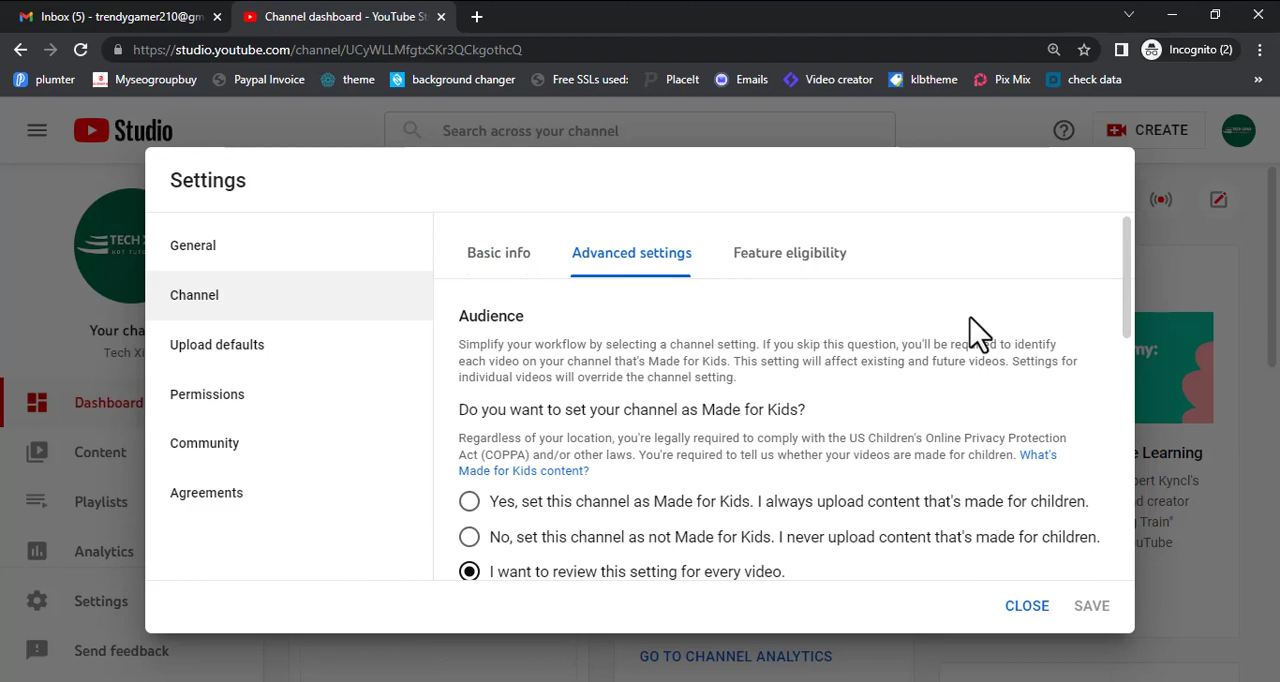 Inbox (5) - trendygamer210@gm
Channel dashboard - YouTube St
https://studio.youtube.com/channel/UCyWLLMfgtxSKr3QCkgothcQ
Incognito (2)
plumter
Myseogroupbuy
Paypal Invoice
theme
background changer
Free SSLs used:
PlaceIt
Emails
Video creator
klbtheme
Pix Mix
check data
»
Studio
Search across your channel
CREATE
Settings
TECH X
Your cha
Tech Xi
Dashboard
Content
Playlists
Analytics
Settings
Send feedback
General
Channel
Upload defaults
Permissions
Community
Agreements
Basic info
Advanced settings
Feature eligibility
Audience
Simplify your workflow by selecting a channel setting. If you skip this question, you'll be required to identify
each video on your channel that's Made for Kids. This setting will affect existing and future videos. Settings for
individual videos will override the channel setting.
Do you want to set your channel as Made for Kids?
Regardless of your location, you're legally required to comply with the US Children's Online Privacy Protection
Act (COPPA) and/or other laws. You're required to tell us whether your videos are made for children. What's
Made for Kids content?
Yes, set this channel as Made for Kids. I always upload content that's made for children.
No, set this channel as not Made for Kids. I never upload content that's made for children.
I want to review this setting for every video.
CLOSE
SAVE
my:
e Learning
bert Kyncl's
d creator
Train"
uTube
GO TO CHANNEL ANALYTICS